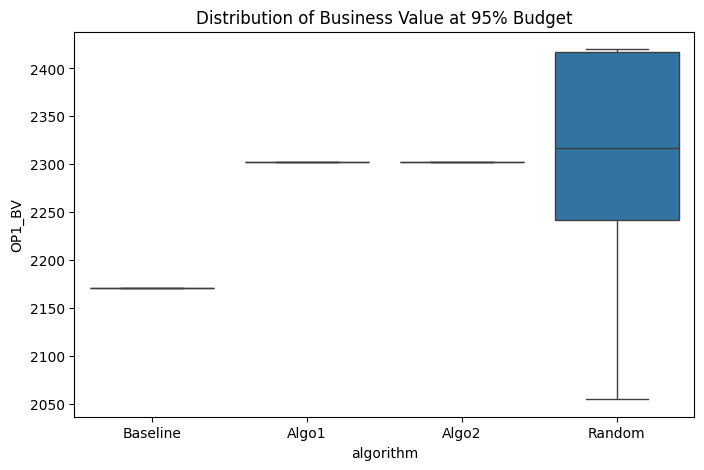 Distribution of Business Value at 95% Budget
OP1_BV
2400
2350
2300
2250
2200
2150
2100
2050
Baseline Algo1 Algo2 Random
algorithm